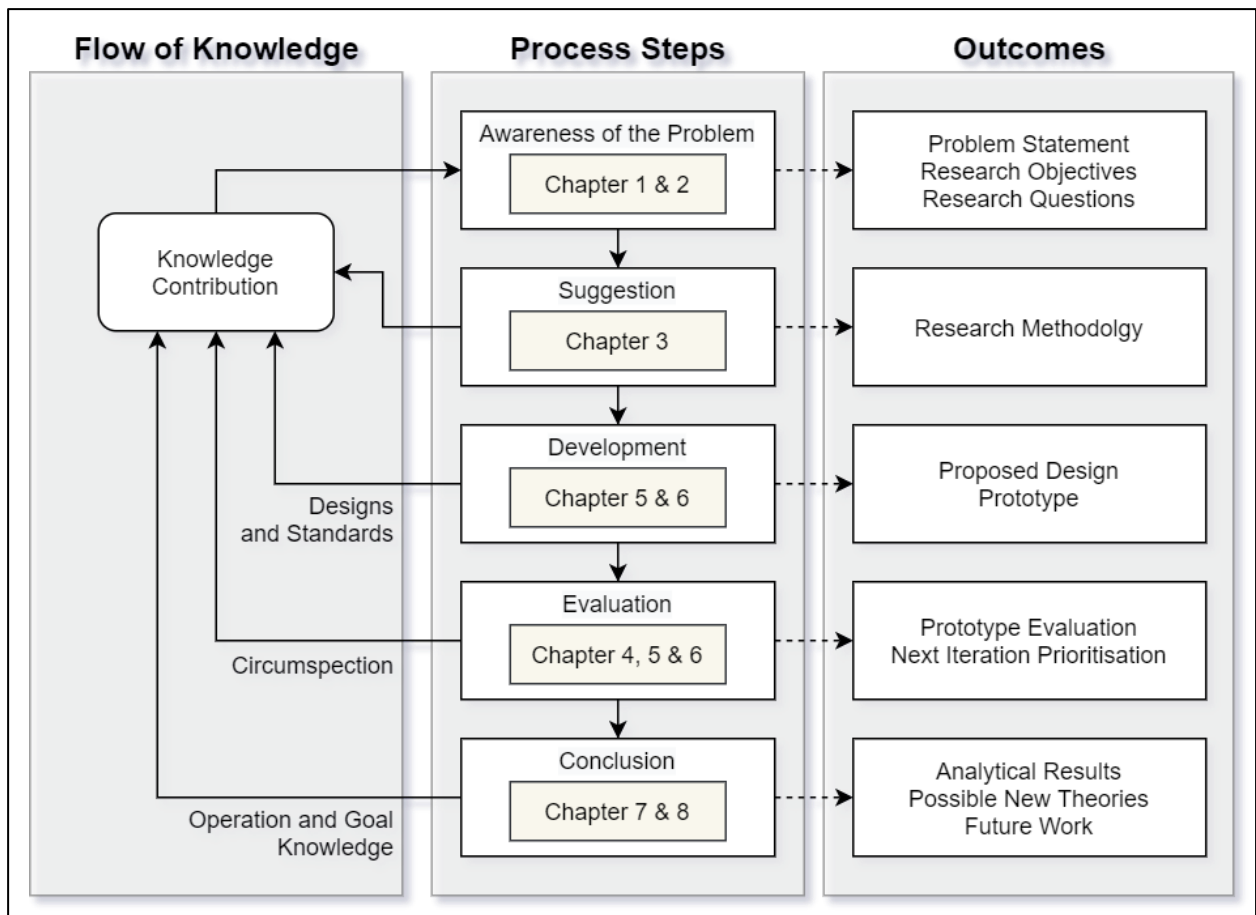 Flow of Knowledge
Process Steps
Outcomes
Knowledge
Contribution
Designs
and Standards
Circumspection
Operation and Goal
Knowledge
Awareness of the Problem
Chapter 1 & 2
Suggestion
Chapter 3
Development
Chapter 5 & 6
Evaluation
Chapter 4, 5 & 6
Conclusion
Chapter 7 & 8
Problem Statement
Research Objectives
Research Questions
Research Methodolgy
Proposed Design
Prototype
Prototype Evaluation
Next Iteration Prioritisation
Analytical Results
Possible New Theories
Future Work